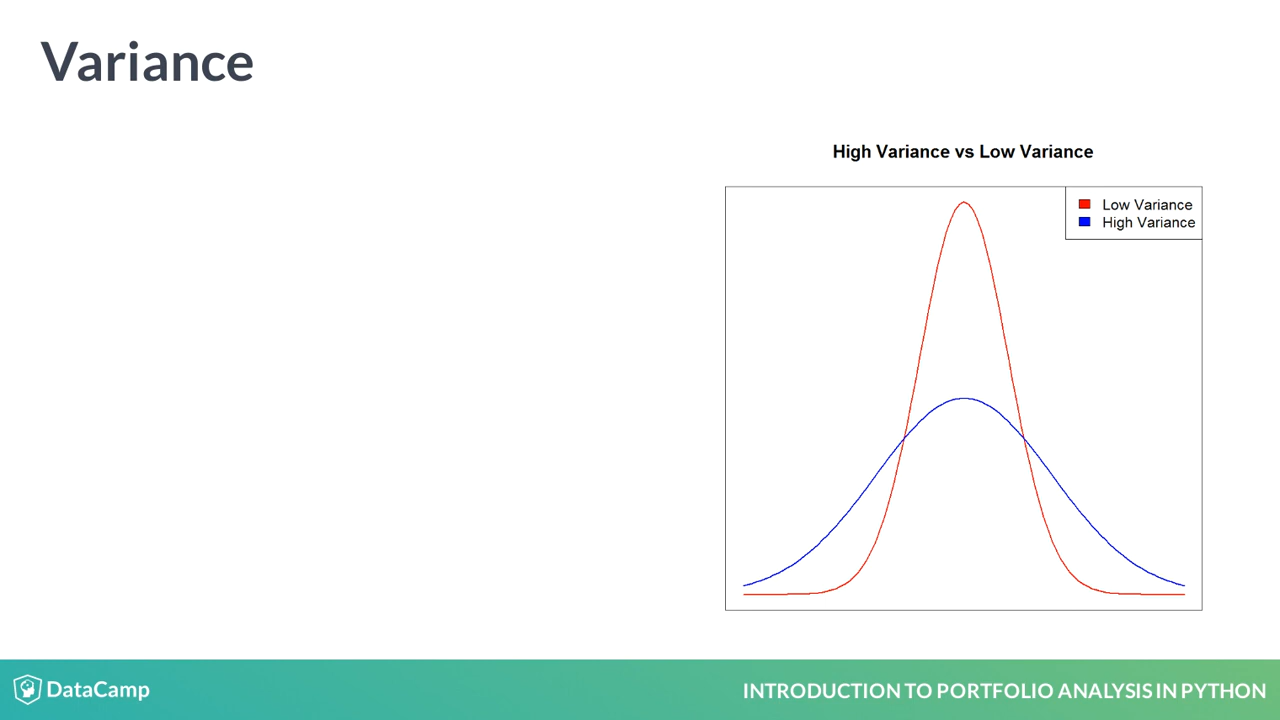 Variance
High Variance vs Low Variance
Low Variance
High Variance
DataCamp
INTRODUCTION TO PORTFOLIO ANALYSIS IN PYTHON